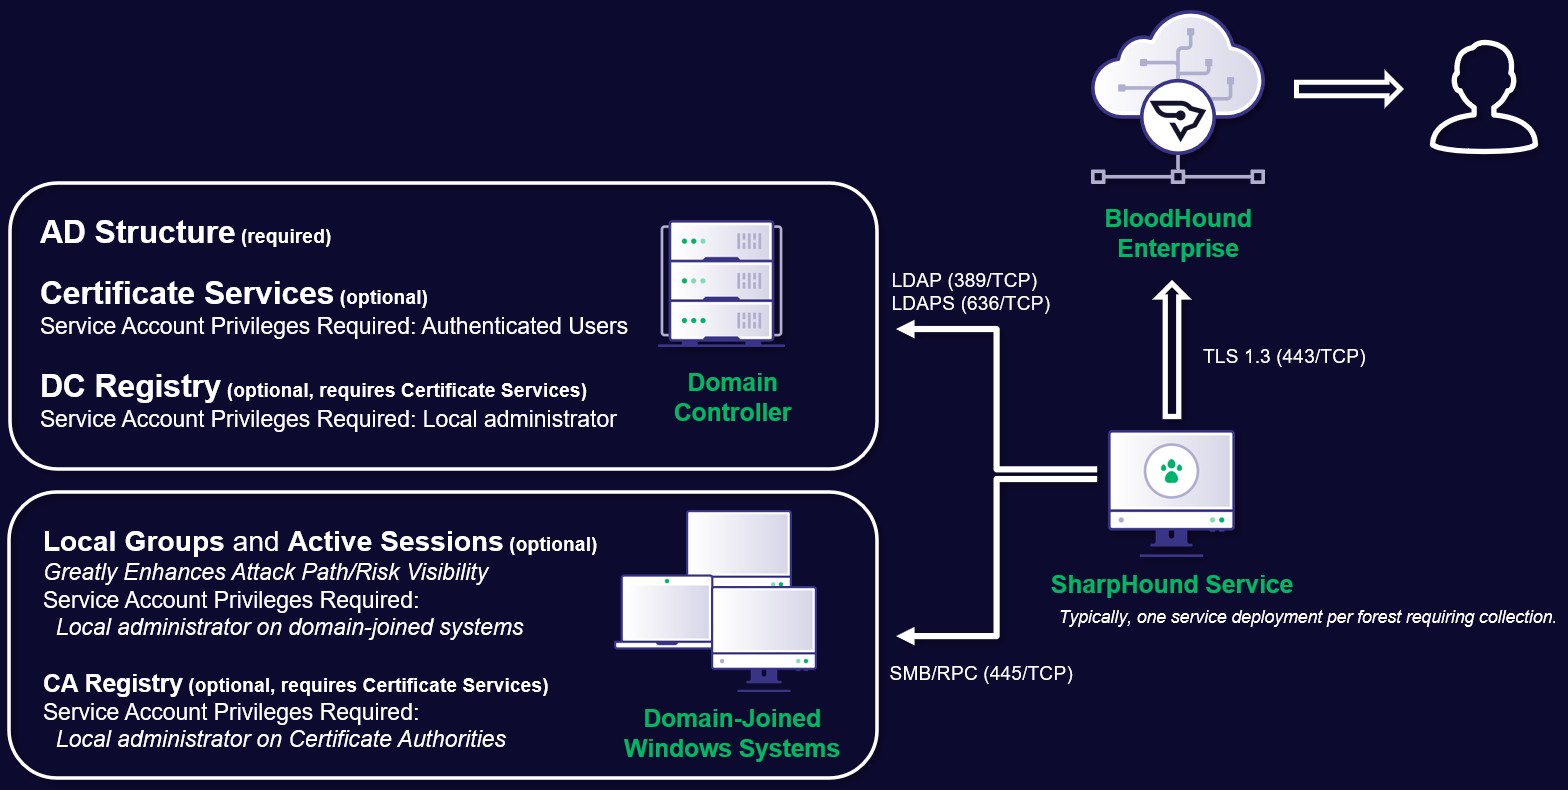 AD Structure (required)
Certificate Services (optional)
Service Account Privileges Required: Authenticated Users
DC Registry (optional, requires Certificate Services)
Service Account Privileges Required: Local administrator
Domain
Controller
Local Groups and Active Sessions (optional)
Greatly Enhances Attack Path/Risk Visibility
Service Account Privileges Required:
Local administrator on domain-joined systems
CA Registry (optional, requires Certificate Services)
Service Account Privileges Required:
Local administrator on Certificate Authorities
Domain-Joined
Windows Systems
LDAP (389/TCP)
LDAPS (636/TCP)
SMB/RPC (445/TCP)
BloodHound
Enterprise
TLS 1.3 (443/TCP)
SharpHound Service
Typically, one service deployment per forest requiring collection.